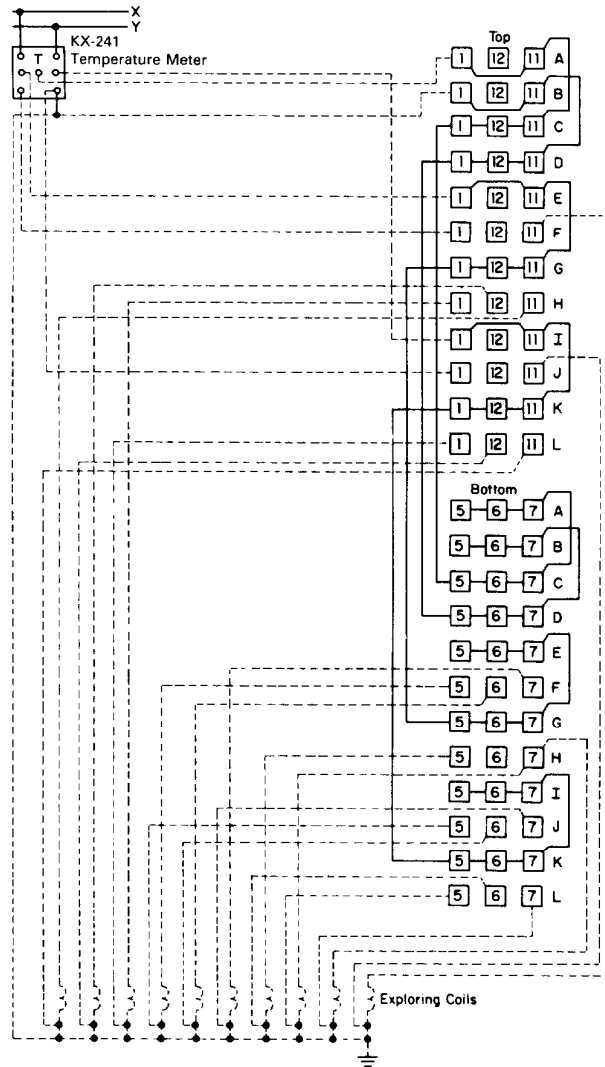 X
Y
KX-241
T Temperature Meter
Top
1 12 11 A
1 12 11 B
1 12 11 C
1 12 11 D
1 12 11 E
1 12 11 F
1 12 11 G
1 12 11 H
1 12 11 I
1 12 11 J
1 12 11 K
1 12 11 L
Bottom
5 6 7 A
5 6 7 B
5 6 7 C
5 6 7 D
5 6 7 E
5 6 7 F
5 6 7 G
5 6 7 H
5 6 7 I
5 6 7 J
5 6 7 K
5 6 7 L
Exploring Coils